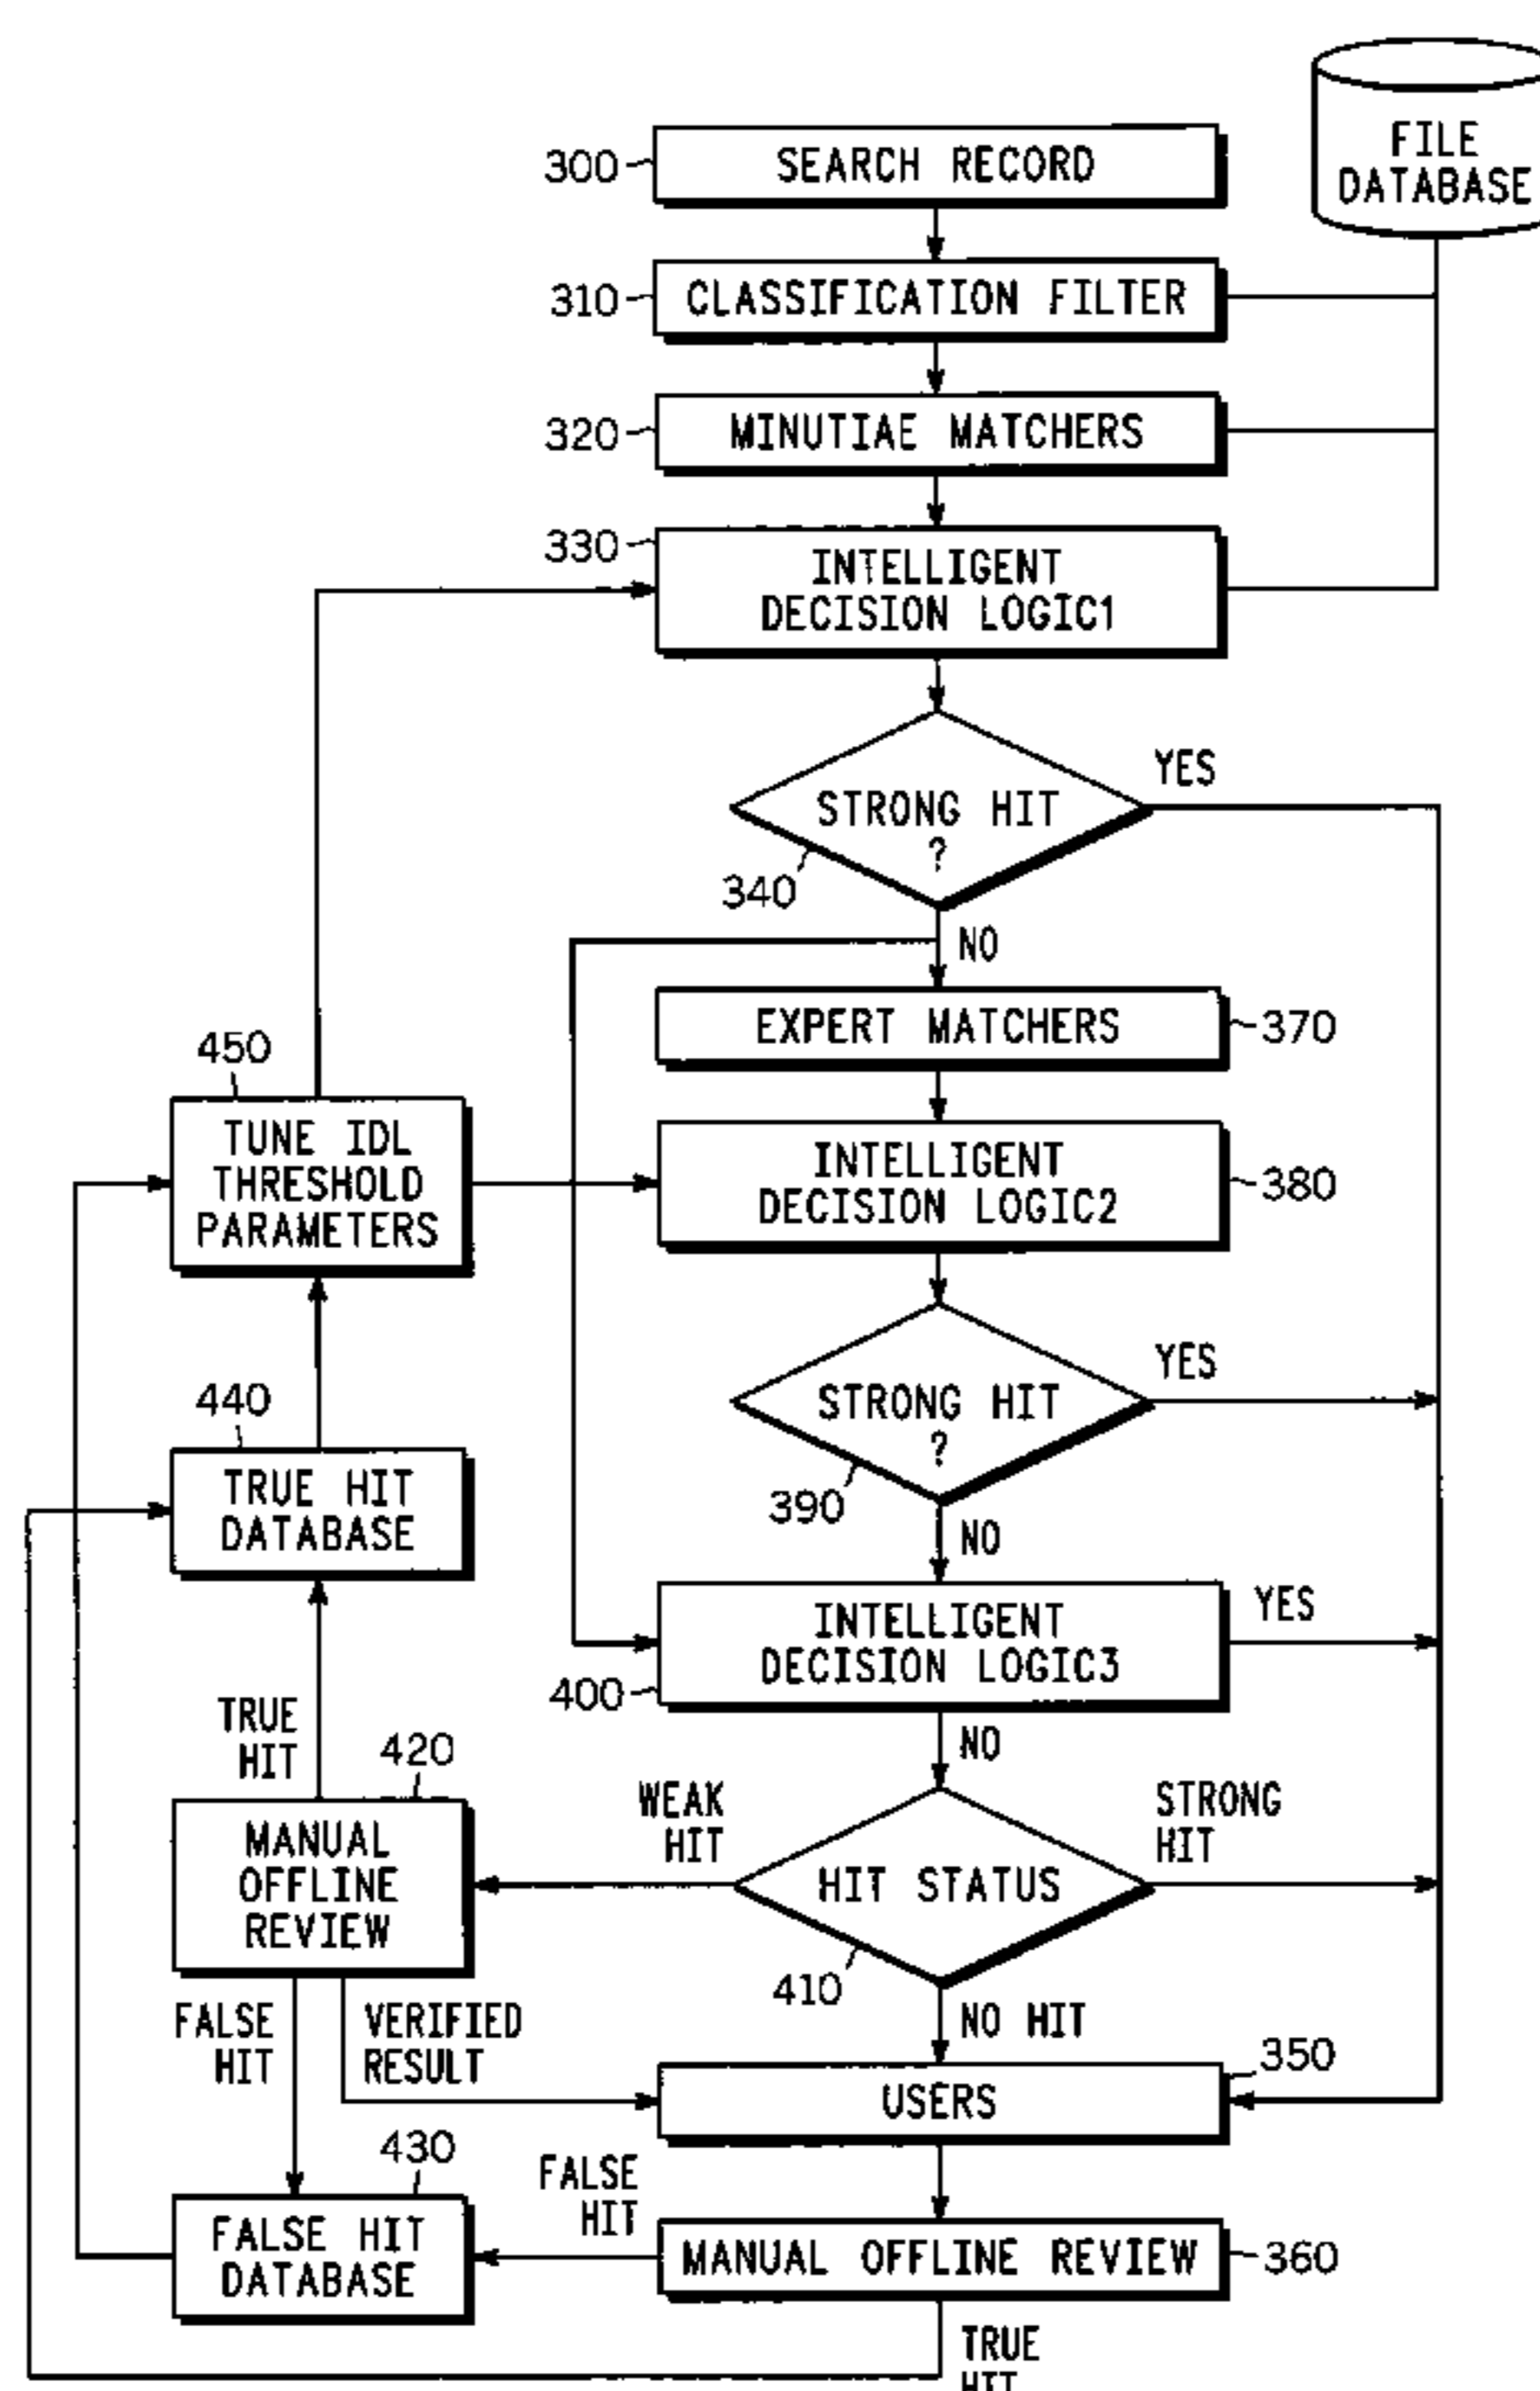 FILE
DATABASE
300
SEARCH RECORD
310
CLASSIFICATION FILTER
320
MINUTIAE MATCHERS
330
INTELLIGENT
DECISION LOGIC1
YES
STRONG HIT
?
340
NO
EXPERT MATCHERS
370
450
TUNE IDL
THRESHOLD
PARAMETERS
INTELLIGENT
DECISION LOGIC2
380
YES
STRONG HIT
?
390
NO
440
TRUE HIT
DATABASE
INTELLIGENT
DECISION LOGIC3
YES
400
NO
TRUE
HIT
420
MANUAL
OFFLINE
REVIEW
WEAK
HIT
STRONG
HIT
HIT STATUS
410
NO HIT
FALSE
HIT
VERIFIED
RESULT
350
USERS
430
FALSE HIT
DATABASE
FALSE
HIT
MANUAL OFFLINE REVIEW
360
TRUE
HIT